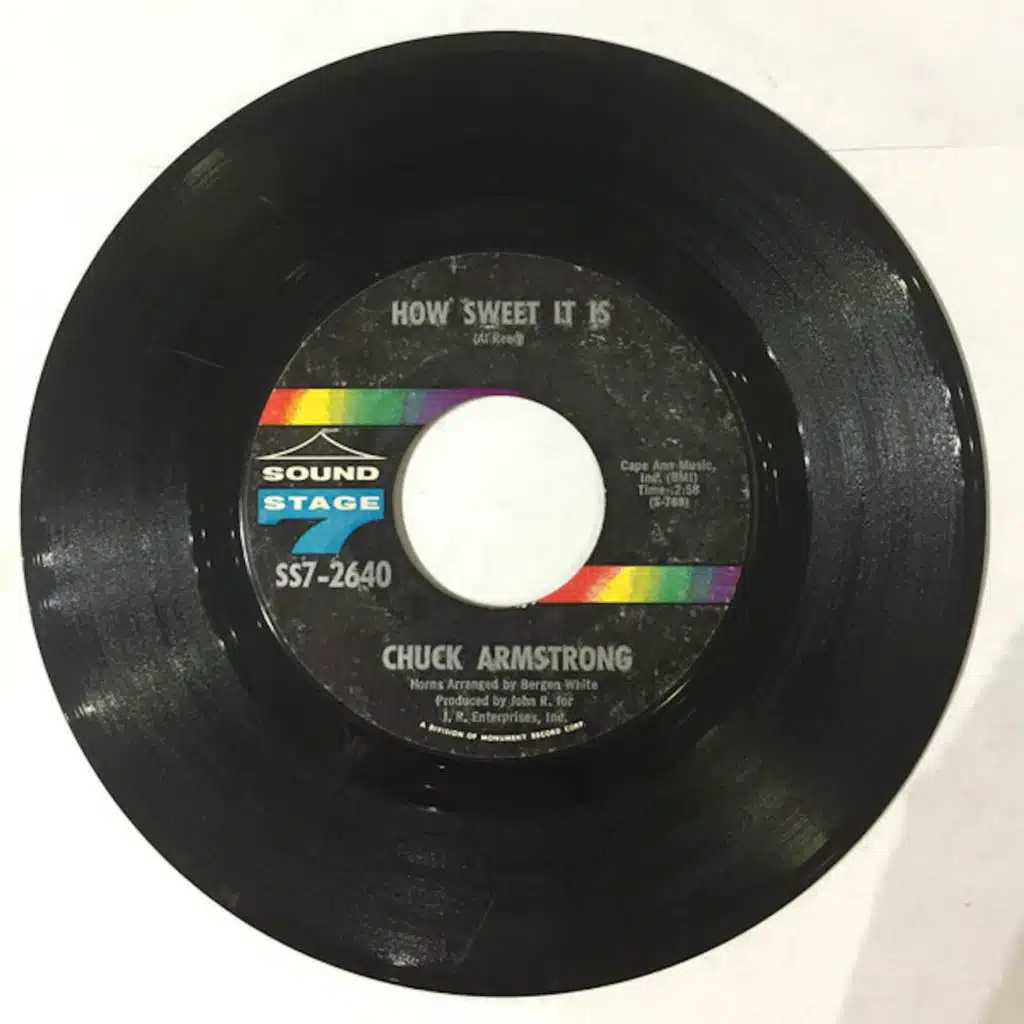 HOW SWEET IT IS
(Al Reed)
SOUND
STAGE
7
SS7-2640
Cape Ann Music,
Inc. (BMI)
Time: 2:58
CHUCK ARMSTRONG
Horns Arranged by Bergen White
Produced by John R. for
J. R. Enterprises, Inc.
A DIVISION OF MONUMENT RECORD CORP.